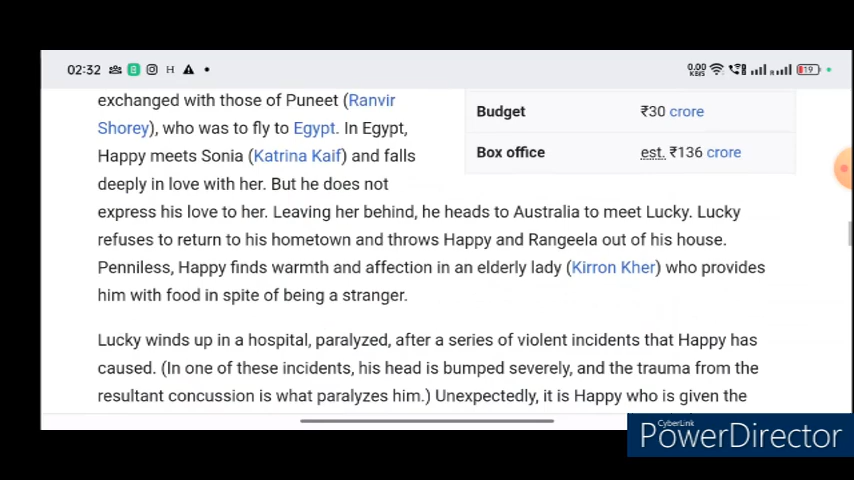 02:32 H
0.00 KB/S 19
exchanged with those of Puneet (Ranvir
Shorey), who was to fly to Egypt. In Egypt,
Happy meets Sonia (Katrina Kaif) and falls
deeply in love with her. But he does not
Budget ₹30 crore
Box office est. ₹136 crore
express his love to her. Leaving her behind, he heads to Australia to meet Lucky. Lucky
refuses to return to his hometown and throws Happy and Rangeela out of his house.
Penniless, Happy finds warmth and affection in an elderly lady (Kirron Kher) who provides
him with food in spite of being a stranger.
Lucky winds up in a hospital, paralyzed, after a series of violent incidents that Happy has
caused. (In one of these incidents, his head is bumped severely, and the trauma from the
resultant concussion is what paralyzes him.) Unexpectedly, it is Happy who is given the
CyberLink
PowerDirector